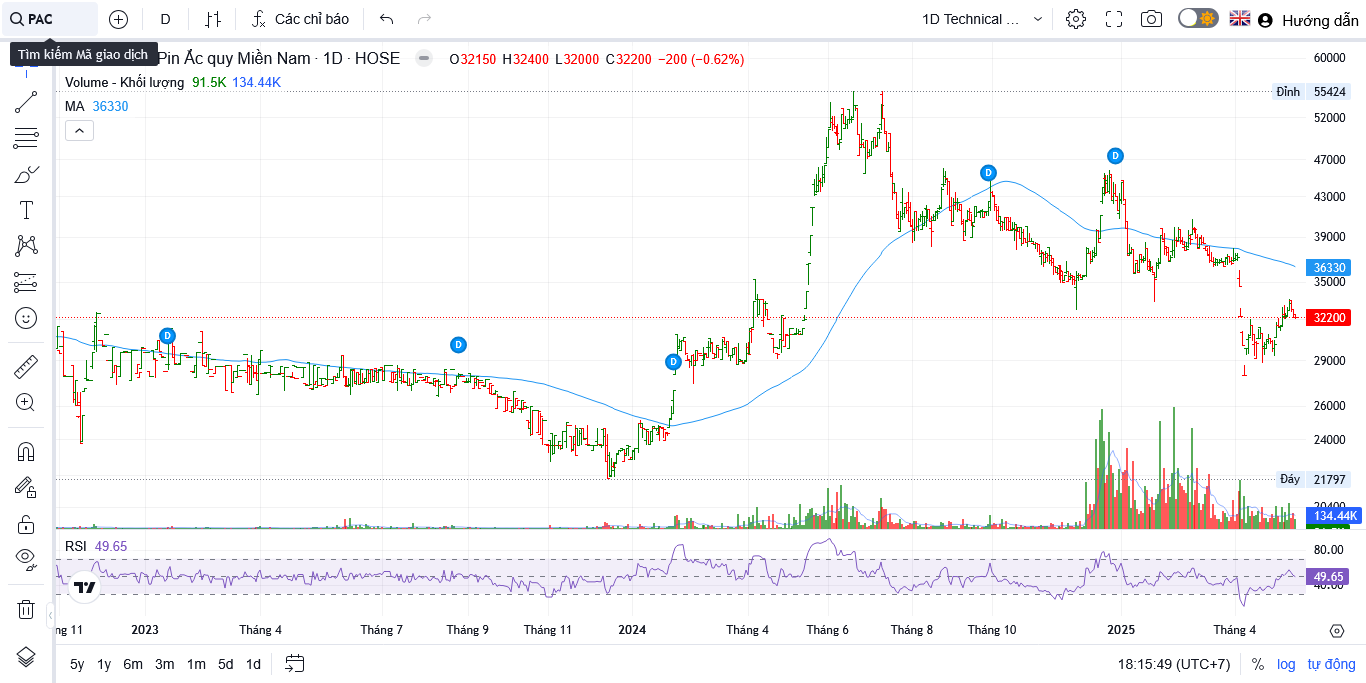 PAC
D
Các chỉ báo
1D Technical ...
Hướng dẫn
Tìm kiếm Mã giao dịch
Pin Ắc quy Miền Nam · 1D · HOSE
O32150 H32400 L32000 C32200 −200 (−0.62%)
Volume - Khối lượng 91.5K 134.44K
MA 36330
60000
Đỉnh 55424
52000
47000
43000
39000
36330
35000
32200
29000
26000
24000
Đáy 21797
20400
134.44K
D
D
D
D
D
RSI 49.65
80.00
49.65
40.00
ng 11 2023 Tháng 4 Tháng 7 Tháng 9 Tháng 11 2024 Tháng 4 Tháng 6 Tháng 8 Tháng 10 2025 Tháng 4
5y 1y 6m 3m 1m 5d 1d
18:15:49 (UTC+7) % log tự động